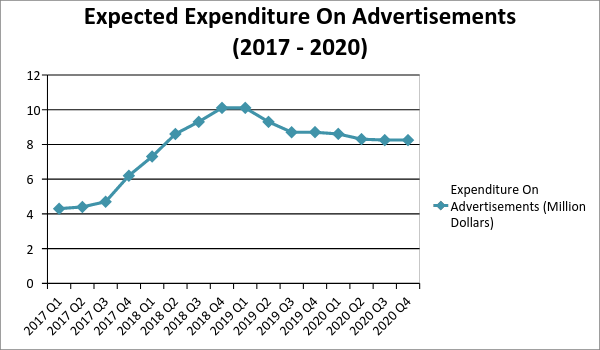 Expected Expenditure On Advertisements
(2017 - 2020)
12
10
8
6
4
2
0
2017 Q1
2017 Q2
2017 Q3
2017 Q4
2018 Q1
2018 Q2
2018 Q3
2018 Q4
2019 Q1
2019 Q2
2019 Q3
2019 Q4
2020 Q1
2020 Q2
2020 Q3
2020 Q4
Expenditure On
Advertisements (Million
Dollars)